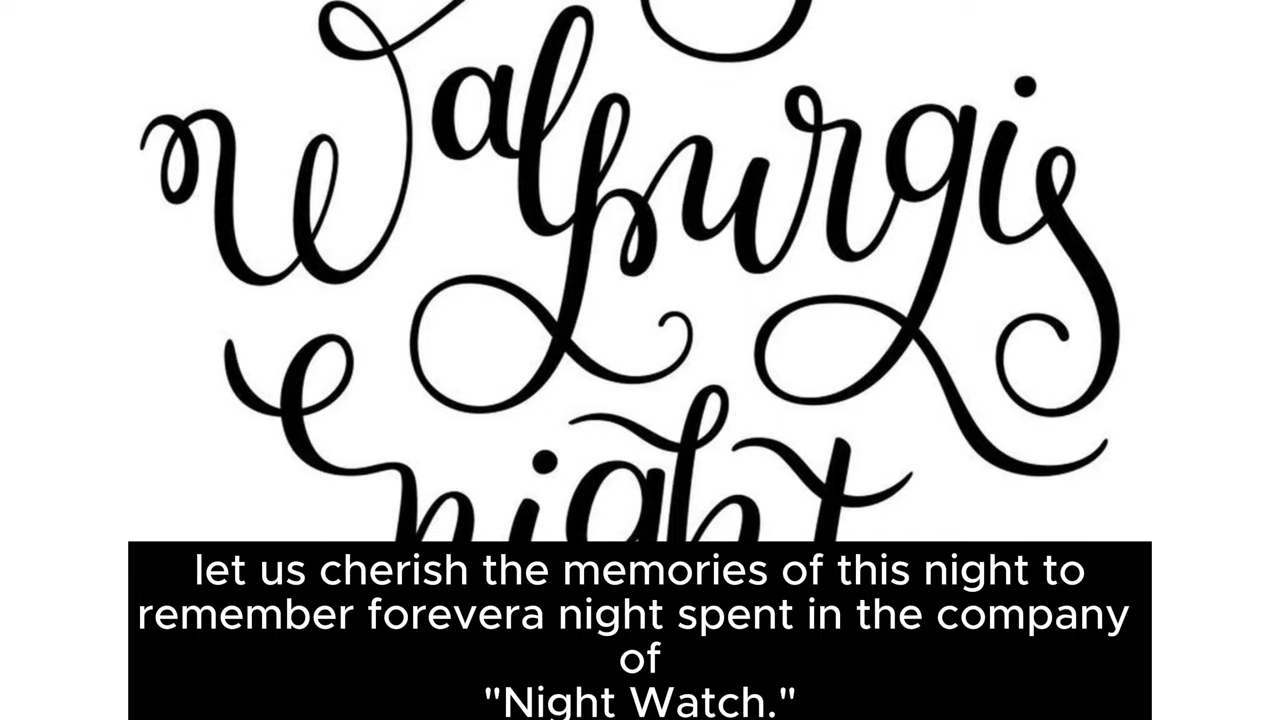 Walpurgis
night
let us cherish the memories of this night to
remember forevera night spent in the company
of
"Night Watch."